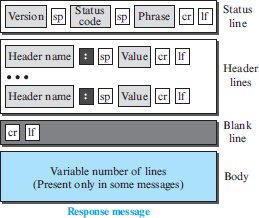 Version sp Status code sp Phrase cr lf Status line
Header name : sp Value cr lf
•••
Header name : sp Value cr lf
Header lines
cr lf Blank line
Variable number of lines
(Present only in some messages)
Body
Response message